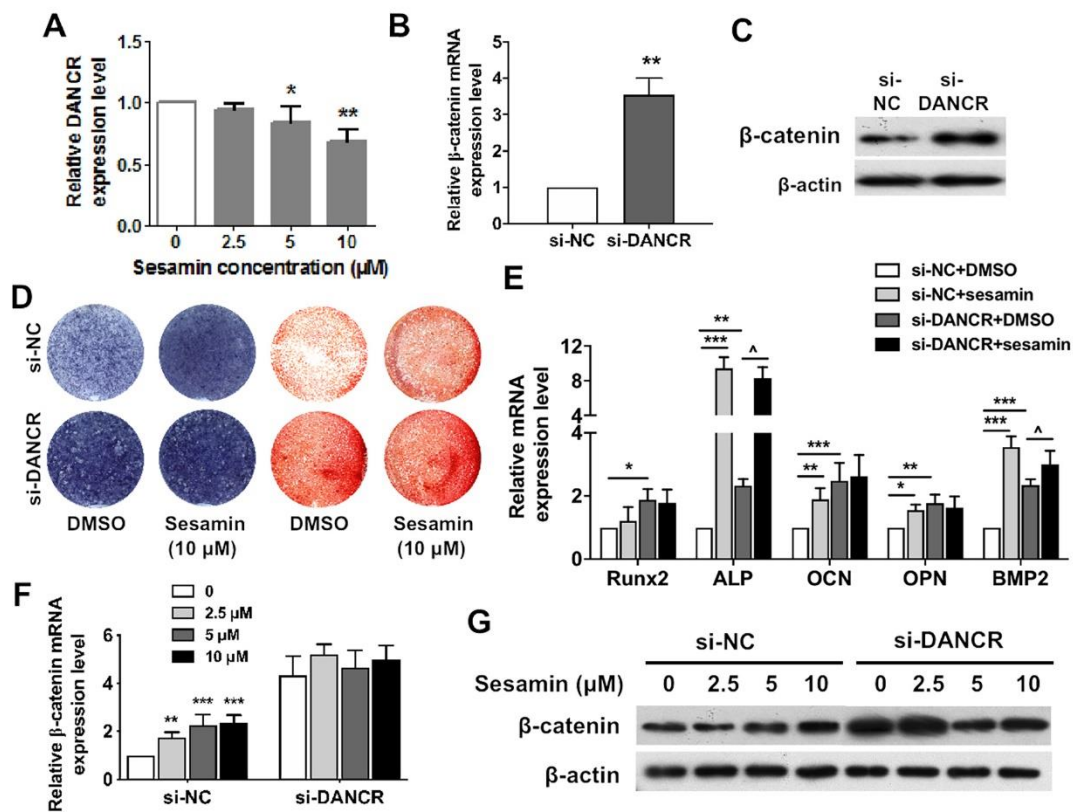 A
Relative DANCR
expression level
1.5
1.0
0.5
0.0
*
**
0 2.5 5 10
Sesamin concentration (µM)
B
Relative β-catenin mRNA
expression level
5
4
3
2
1
0
**
si-NC si-DANCR
C
si-
NC
si-
DANCR
β-catenin
β-actin
D
si-NC
si-DANCR
DMSO
Sesamin
(10 µM)
DMSO
Sesamin
(10 µM)
E
si-NC+DMSO
si-NC+sesamin
si-DANCR+DMSO
si-DANCR+sesamin
Relative mRNA
expression level
12
8
4
2
0
*
**
***
^
***
**
**
*
***
***
^
Runx2 ALP OCN OPN BMP2
F
0
2.5 µM
5 µM
10 µM
Relative β-catenin mRNA
expression level
6
4
2
0
** *** ***
si-NC si-DANCR
G
si-NC si-DANCR
Sesamin (µM) 0 2.5 5 10 0 2.5 5 10
β-catenin
β-actin